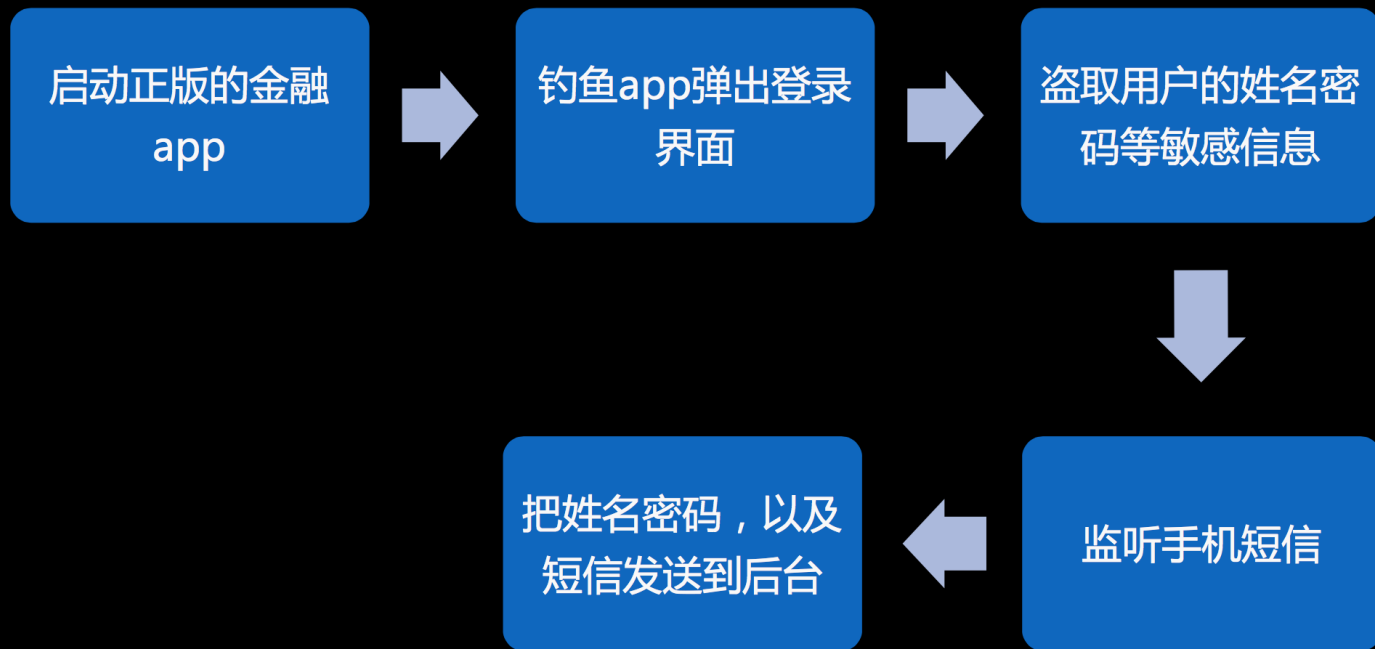 启动正版的金融
app
钓鱼app弹出登录
界面
盗取用户的姓名密
码等敏感信息
监听手机短信
把姓名密码，以及
短信发送到后台